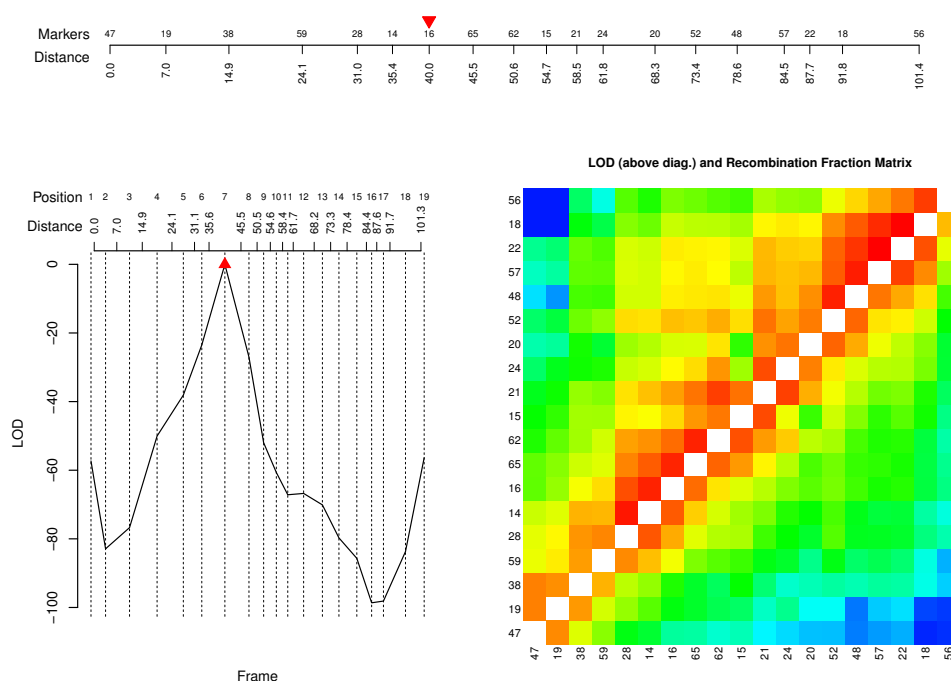 Markers 47 19 38 59 28 14 16 65 62 15 21 24 20 52 48 57 22 18 56
Distance
0.0 7.0 14.9 24.1 31.0 35.4 40.0 45.5 50.6 54.7 58.5 61.8 68.3 73.4 78.6 84.5 87.7 91.8 101.4
Position 1 2 3 4 5 6 7 8 9 10 11 12 13 14 15 16 17 18 19
Distance 0.0 7.0 14.9 24.1 31.1 35.6 45.5 50.5 54.6 58.4 61.7 68.2 73.3 78.4 84.4 87.6 91.7 101.3
LOD
0
−20
−40
−60
−80
−100
Frame
LOD (above diag.) and Recombination Fraction Matrix
56
18
22
57
48
52
20
24
21
15
62
65
16
14
28
59
38
19
47
47 19 38 59 28 14 16 65 62 15 21 24 20 52 48 57 22 18 56